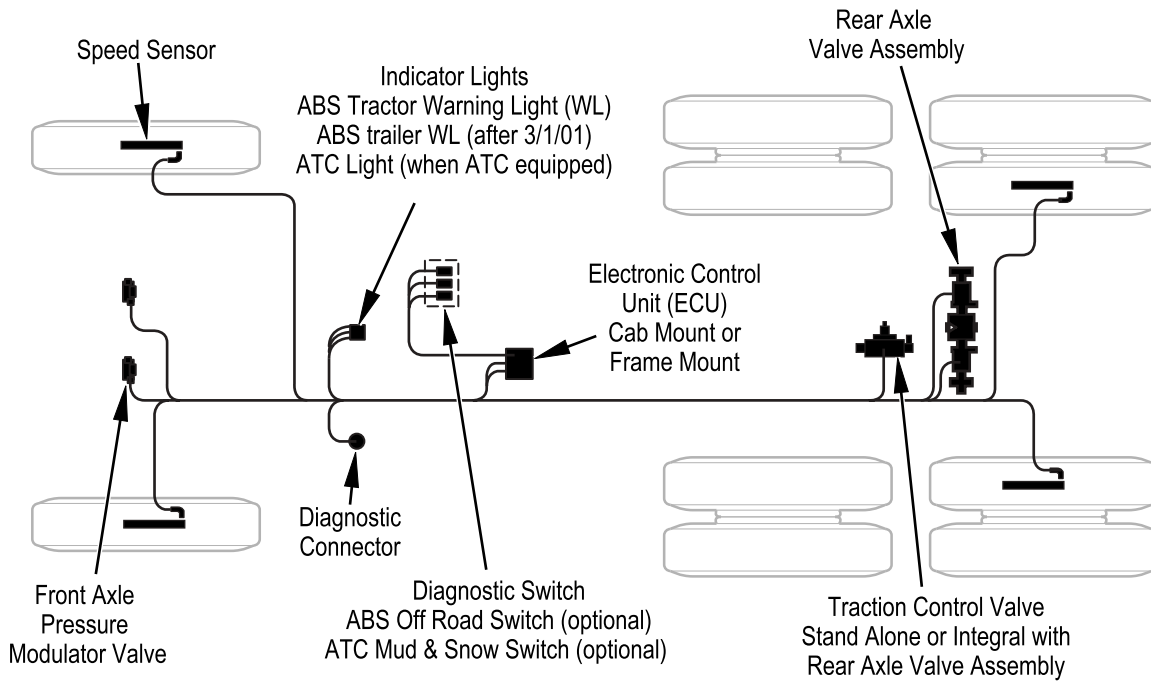 Speed Sensor
Indicator Lights
ABS Tractor Warning Light (WL)
ABS trailer WL (after 3/1/01)
ATC Light (when ATC equipped)
Rear Axle
Valve Assembly
Electronic Control
Unit (ECU)
Cab Mount or
Frame Mount
Diagnostic
Connector
Front Axle
Pressure
Modulator Valve
Diagnostic Switch
ABS Off Road Switch (optional)
ATC Mud & Snow Switch (optional)
Traction Control Valve
Stand Alone or Integral with
Rear Axle Valve Assembly